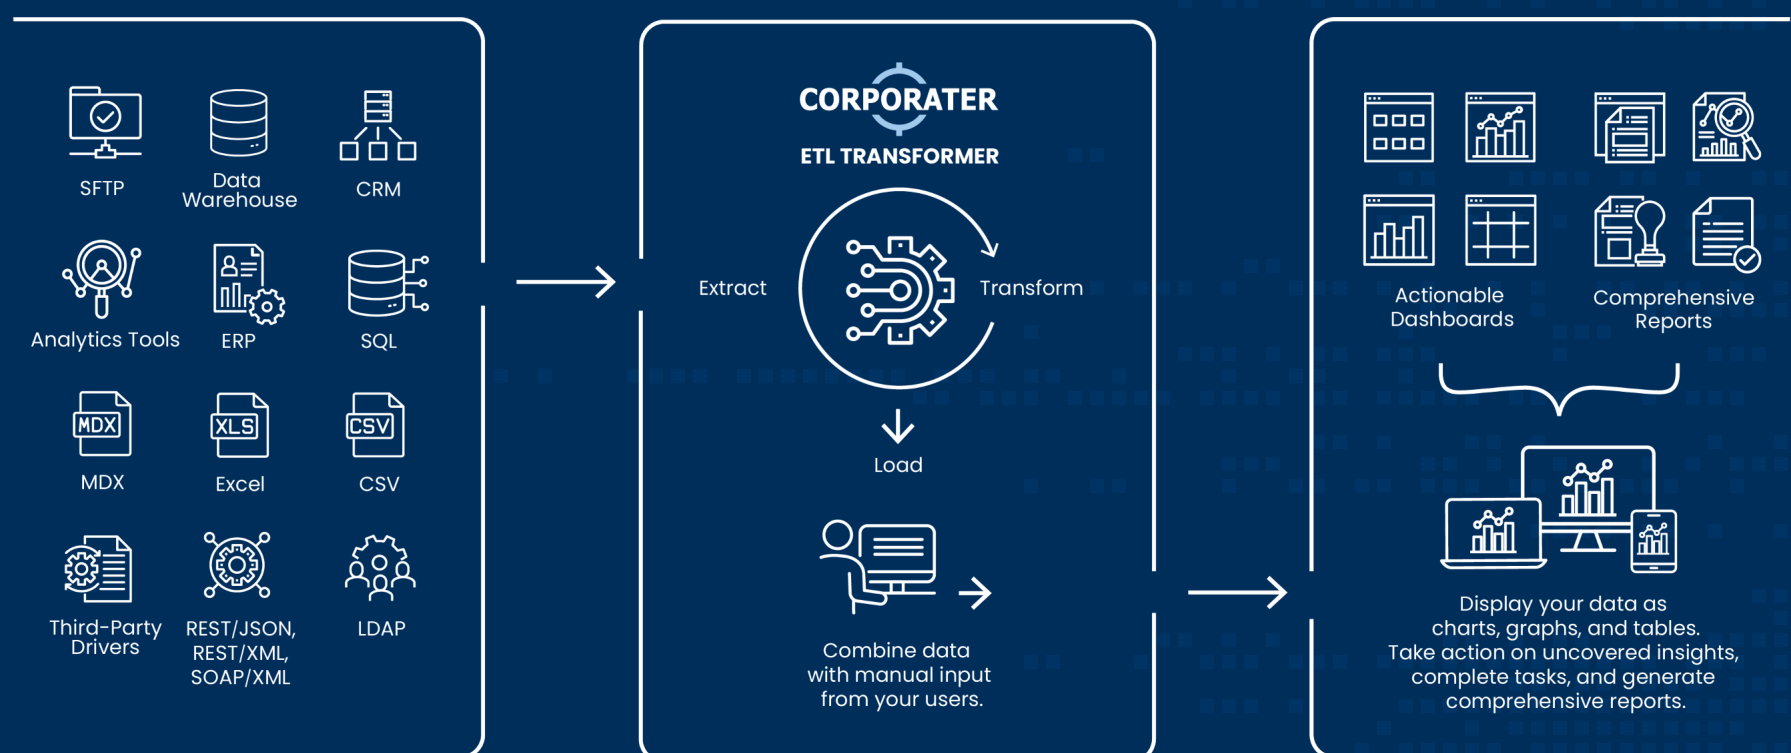 SFTP
Data
Warehouse
CRM
Analytics Tools
ERP
SQL
MDX
MDX
XLS
Excel
CSV
CSV
Third-Party
Drivers
REST/JSON,
REST/XML,
SOAP/XML
LDAP
CORPORATER
ETL TRANSFORMER
Extract
Transform
Load
Combine data
with manual input
from your users.
Actionable
Dashboards
Comprehensive
Reports
Display your data as
charts, graphs, and tables.
Take action on uncovered insights,
complete tasks, and generate
comprehensive reports.